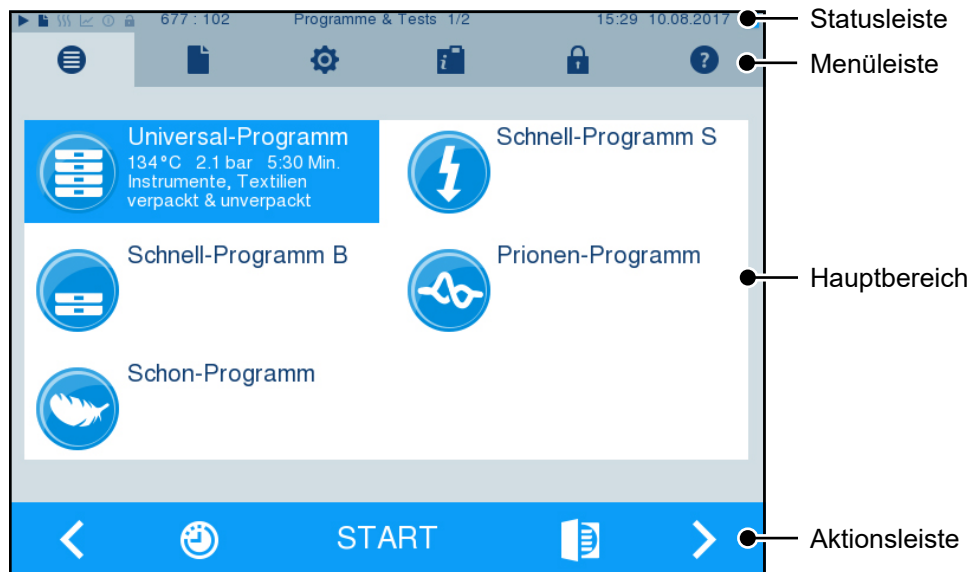 677 : 102 Programme & Tests 1/2 15:29 10.08.2017
Statusleiste
Menüleiste
Universal-Programm
134°C 2.1 bar 5:30 Min.
Instrumente, Textilien
verpackt & unverpackt
Schnell-Programm S
Schnell-Programm B
Prionen-Programm
Hauptbereich
Schon-Programm
START
Aktionsleiste